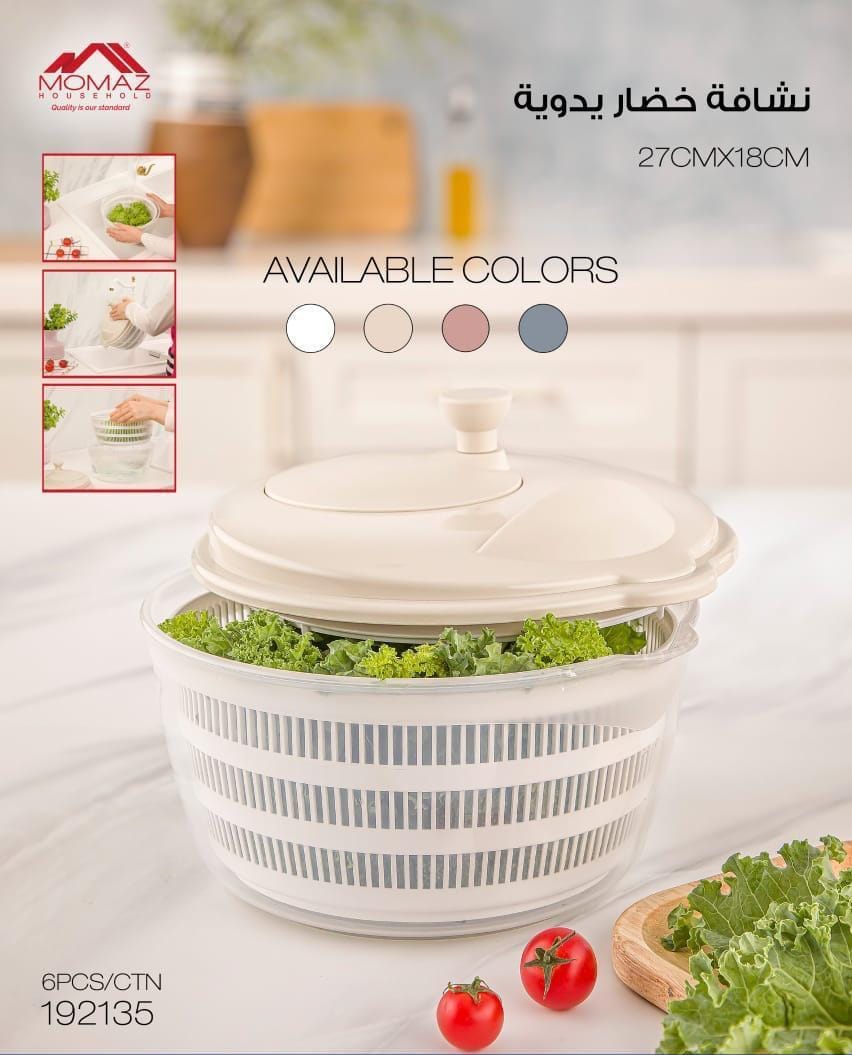 MOMAZ
HOUSEHOLD
Quality is our standard
نشافة خضار يدوية
27CMX18CM
AVAILABLE COLORS
6PCS/CTN
192135